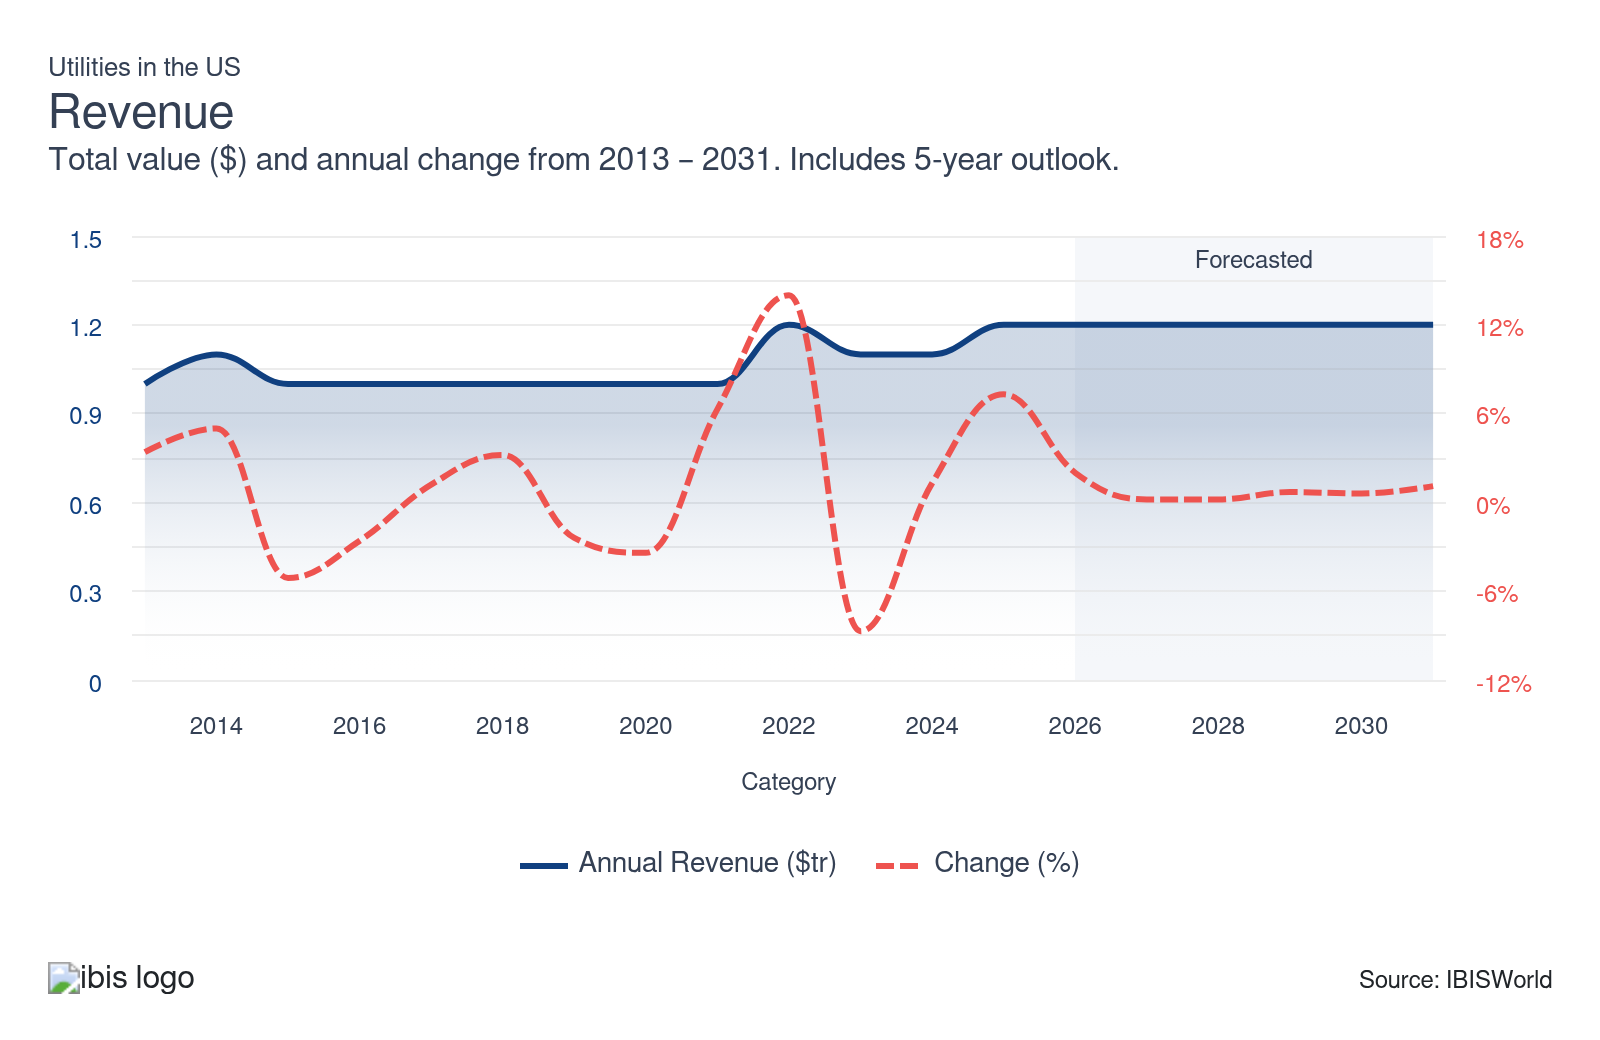 Utilities in the US
Revenue
Total value ($) and annual change from 2013 – 2031. Includes 5-year outlook.
1.5
18%
Forecasted
1.2
12%
0.9
6%
0.6
0%
0.3
-6%
0
-12%
2014 2016 2018 2020 2022 2024 2026 2028 2030
Category
Annual Revenue ($tr) Change (%)
ibis logo
Source: IBISWorld